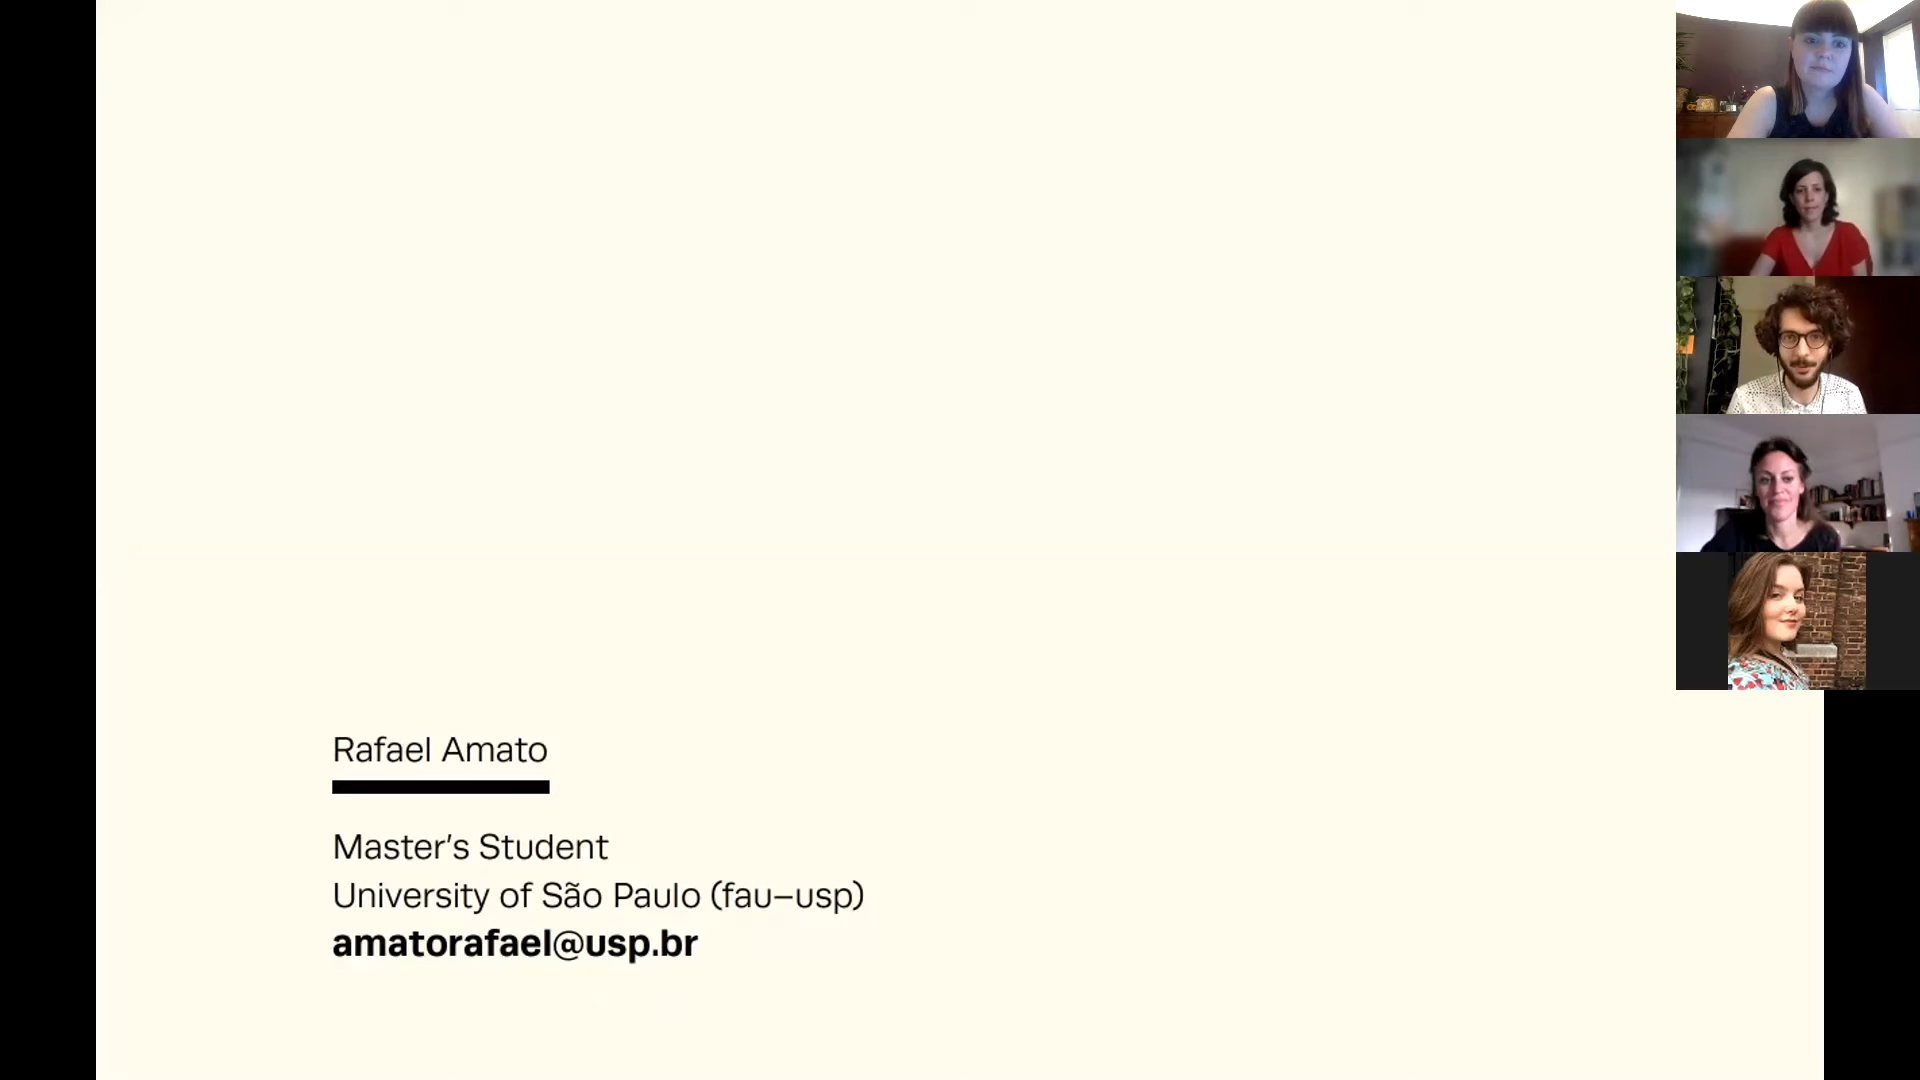 Rafael Amato
Master's Student
University of São Paulo (fau–usp)
amatorafael@usp.br